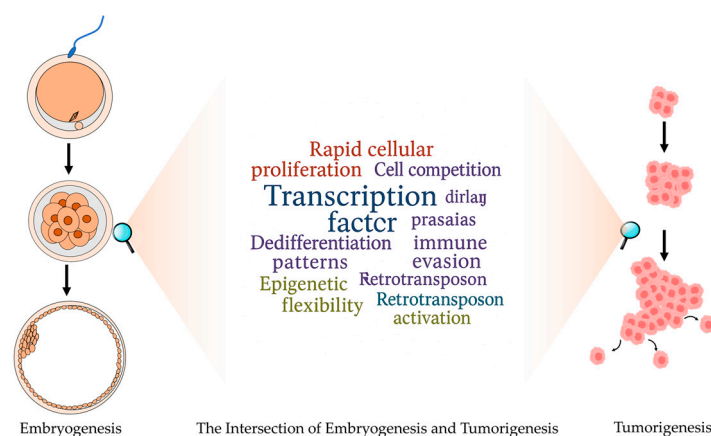 Rapid cellular
proliferation Cell competition
Transcription dirlaŋ
factcr prasaias
Dedifferentiation immune
patterns evasion
Epigenetic Retrotransposon
flexibility Retrotransposon
activation
Embryogenesis The Intersection of Embryogenesis and Tumorigenesis Tumorigenesis